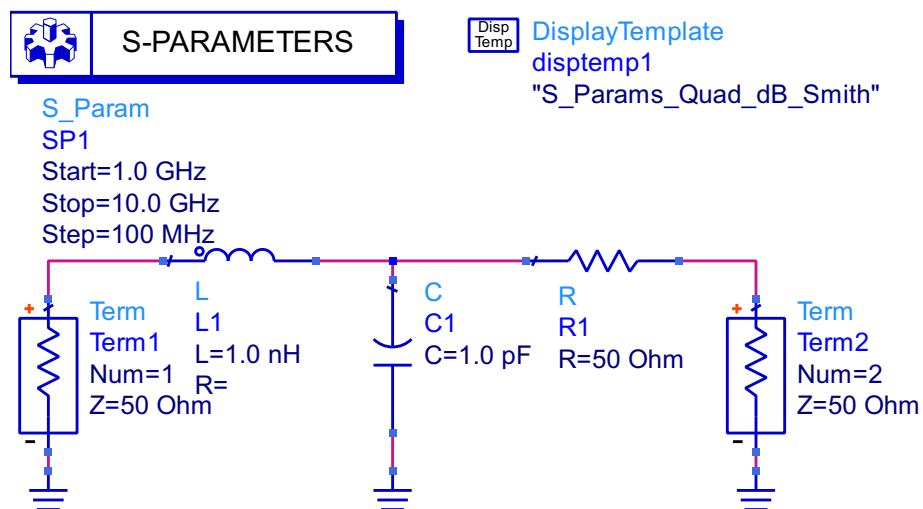 S-PARAMETERS
Disp
Temp
DisplayTemplate
disptemp1
"S_Params_Quad_dB_Smith"
S_Param
SP1
Start=1.0 GHz
Stop=10.0 GHz
Step=100 MHz
+
Term
Term1
Num=1
Z=50 Ohm
-
L
L1
L=1.0 nH
R=
C
C1
C=1.0 pF
R
R1
R=50 Ohm
+
Term
Term2
Num=2
Z=50 Ohm
-